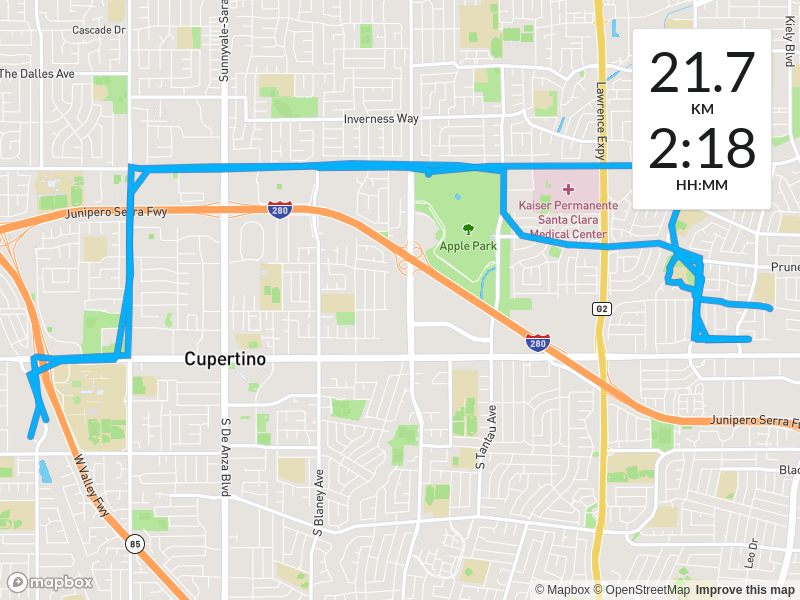 Cascade Dr
Sunnyvale-Sara
Kiely Blvd
The Dalles Ave
Inverness Way
Lawrence Expy
21.7
KM
2:18
HH:MM
Junipero Serra Fwy
280
Kaiser Permanente
Santa Clara
Medical Center
Apple Park
Prune
G2
280
Cupertino
S De Anza Blvd
S Blaney Ave
S Tantau Ave
Junipero Serra F
W Valley Fwy
Blac
85
Leo Dr
mapbox
© Mapbox © OpenStreetMap Improve this map